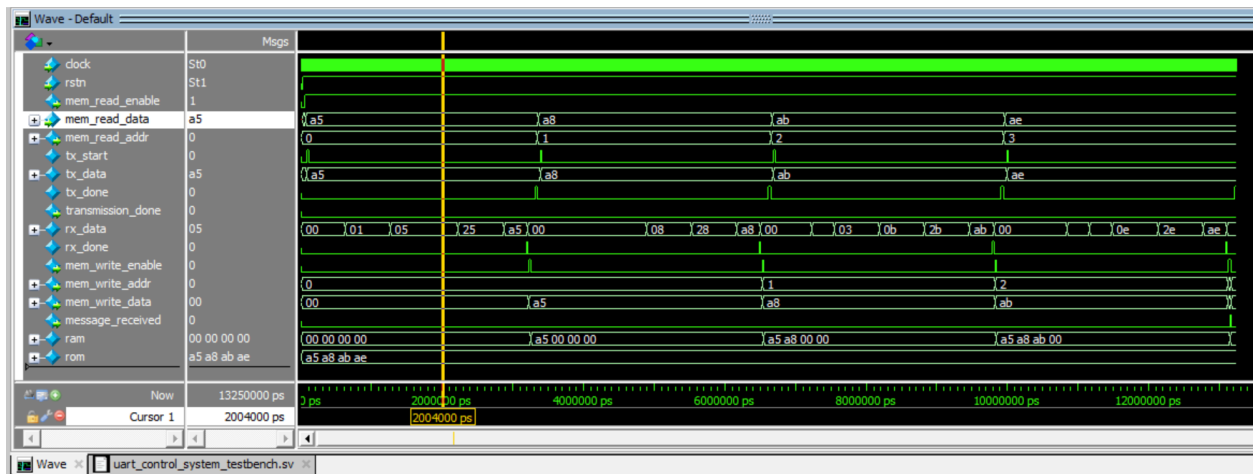 Wave - Default
Msgs
clock St0
rstn St1
mem_read_enable 1
mem_read_data a5 a5 a8 ab ae
mem_read_addr 0 0 1 2 3
tx_start 0
tx_data a5 a5 a8 ab ae
tx_done 0
transmission_done 0
rx_data 05 00 01 05 25 a5 00 08 28 a8 00 03 0b 2b ab 00 0e 2e ae
rx_done 0
mem_write_enable 0
mem_write_addr 0 0 1 2
mem_write_data 00 00 a5 a8 ab
message_received 0
ram 00 00 00 00 00 00 00 00 a5 00 00 00 a5 a8 00 00 a5 a8 ab 00
rom a5 a8 ab ae a5 a8 ab ae
Now 13250000 ps 0 ps 2000000 ps 4000000 ps 6000000 ps 8000000 ps 10000000 ps 12000000 ps
Cursor 1 2004000 ps 2004000 ps
Wave uart_control_system_testbench.sv